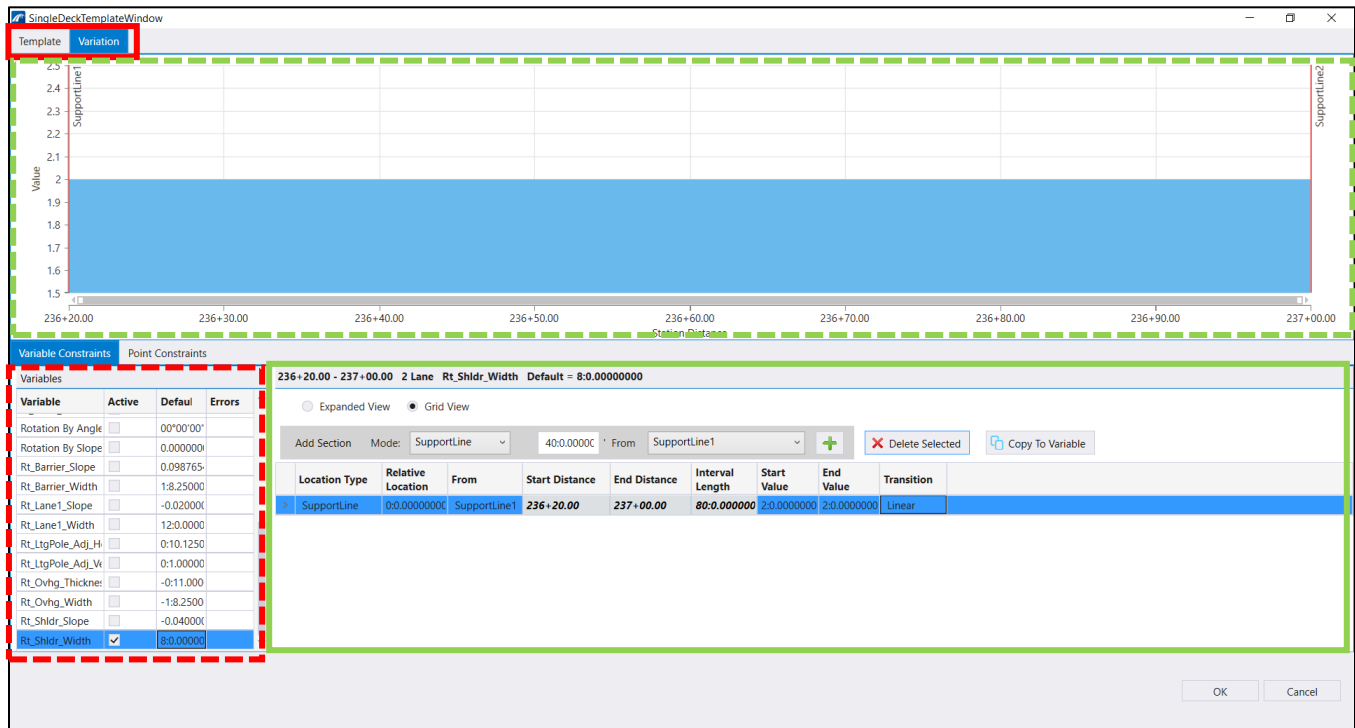 SingleDeckTemplateWindow
Template Variation
2.5
2.4
2.3
2.2
2.1
2
1.9
1.8
1.7
1.6
1.5
Value
SupportLine1
SupportLine2
236+20.00 236+30.00 236+40.00 236+50.00 236+60.00 236+70.00 236+80.00 236+90.00 237+00.00
Station Distance
Variable Constraints Point Constraints
Variables
Variable Active Defaul Errors
Rotation By Angle 00°00'00"
Rotation By Slope 0.000000
Rt_Barrier_Slope 0.098765
Rt_Barrier_Width 1:8.25000
Rt_Lane1_Slope -0.02000
Rt_Lane1_Width 12:0.0000
Rt_LtgPole_Adj_H 0:10.1250
Rt_LtgPole_Adj_Ve 0:1.00000
Rt_Ovhg_Thicknes -0:11.000
Rt_Ovhg_Width -1:8.2500
Rt_Shldr_Slope -0.04000
Rt_Shldr_Width 8:0.00000
236+20.00 - 237+00.00 2 Lane Rt_Shldr_Width Default = 8:0.00000000
Expanded View Grid View
Add Section Mode: SupportLine 40:0.00000 ' From SupportLine1 Delete Selected Copy To Variable
Location Type Relative Location From Start Distance End Distance Interval Length Start Value End Value Transition
SupportLine 0:0.00000000 SupportLine1 236+20.00 237+00.00 80:0.000000 2:0.0000000 2:0.0000000 Linear
OK Cancel